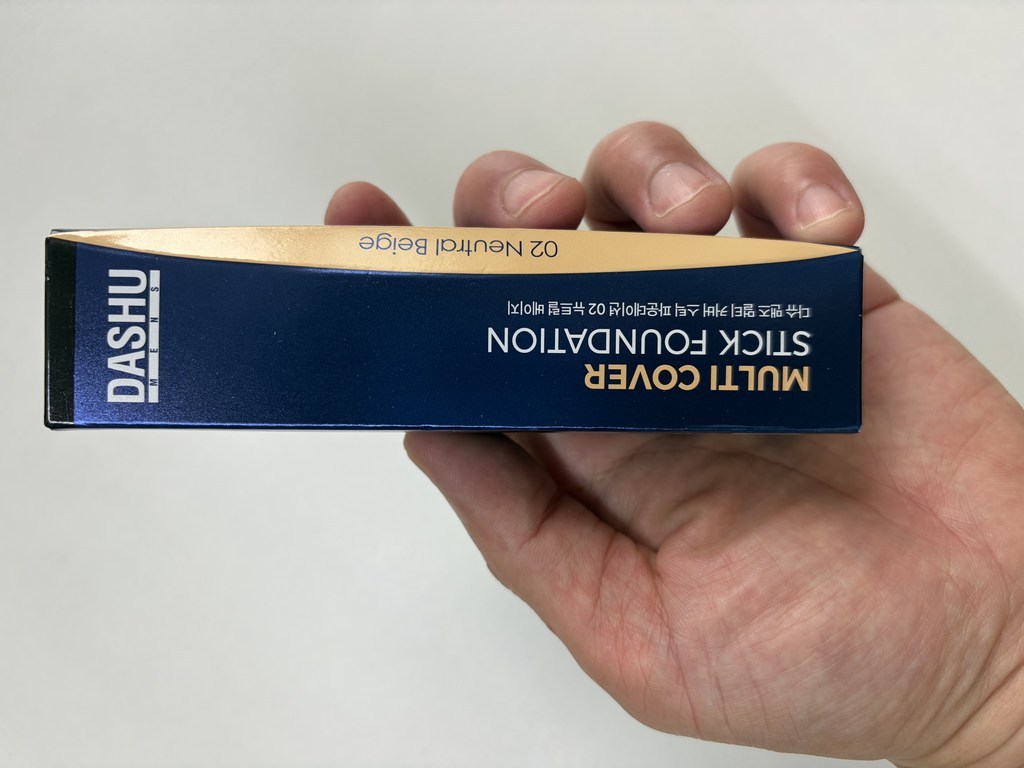 DASHU
MENS
02 Neutral Beige
MULTI COVER
STICK FOUNDATION
다슈 맨즈 멀티 커버 스틱 파운데이션 02 뉴트럴 베이지